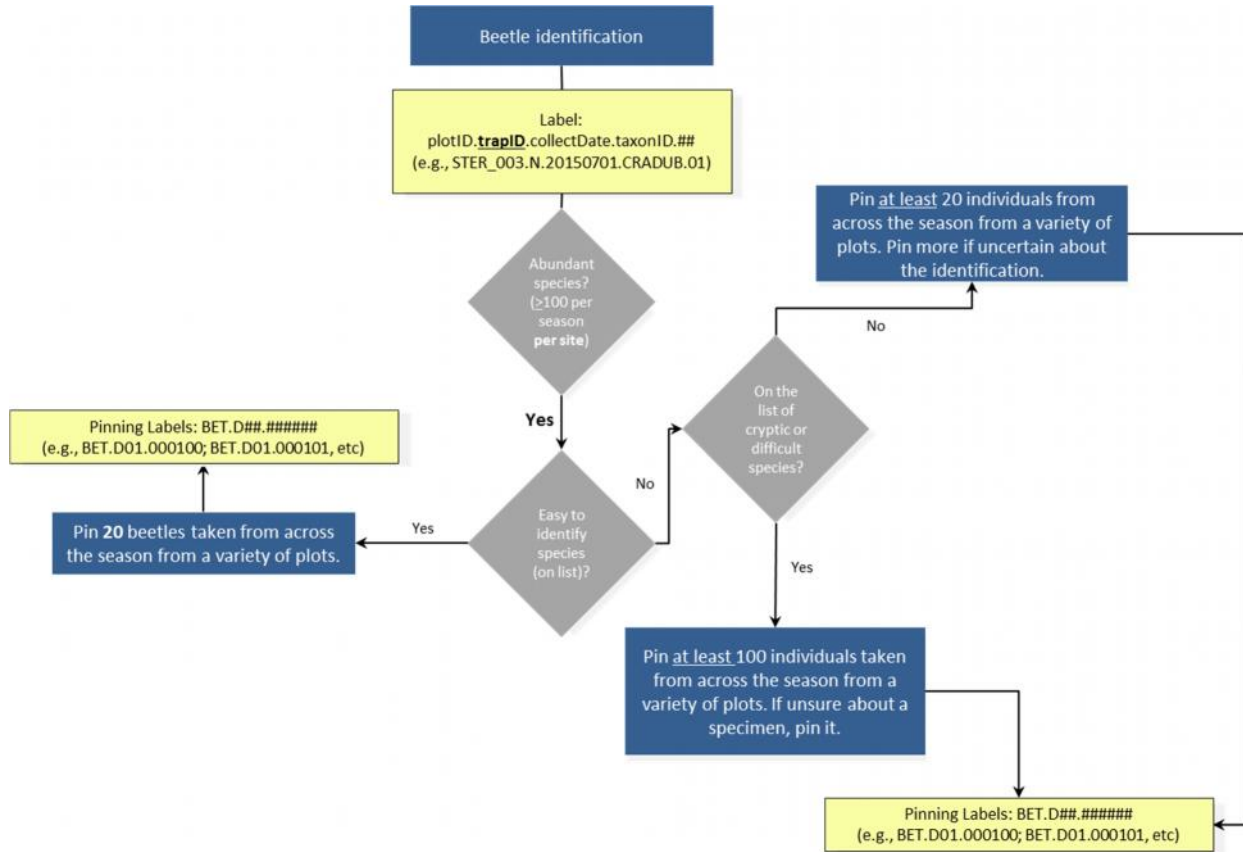 Beetle identification
Label:
plotID.trapID.collectDate.taxonID.##
(e.g., STER_003.N.20150701.CRADUB.01)
Abundant
species?
(≥100 per
season
per site)
Yes
Easy to
identify
species
(on list)?
Yes
Pin 20 beetles taken from across
the season from a variety of plots.
Pinning Labels: BET.D##.######
(e.g., BET.D01.000100; BET.D01.000101, etc)
No
On the
list of
cryptic or
difficult
species?
No
Pin at least 20 individuals from
across the season from a variety of
plots. Pin more if uncertain about
the identification.
Yes
Pin at least 100 individuals taken
from across the season from a
variety of plots. If unsure about a
specimen, pin it.
Pinning Labels: BET.D##.######
(e.g., BET.D01.000100; BET.D01.000101, etc)